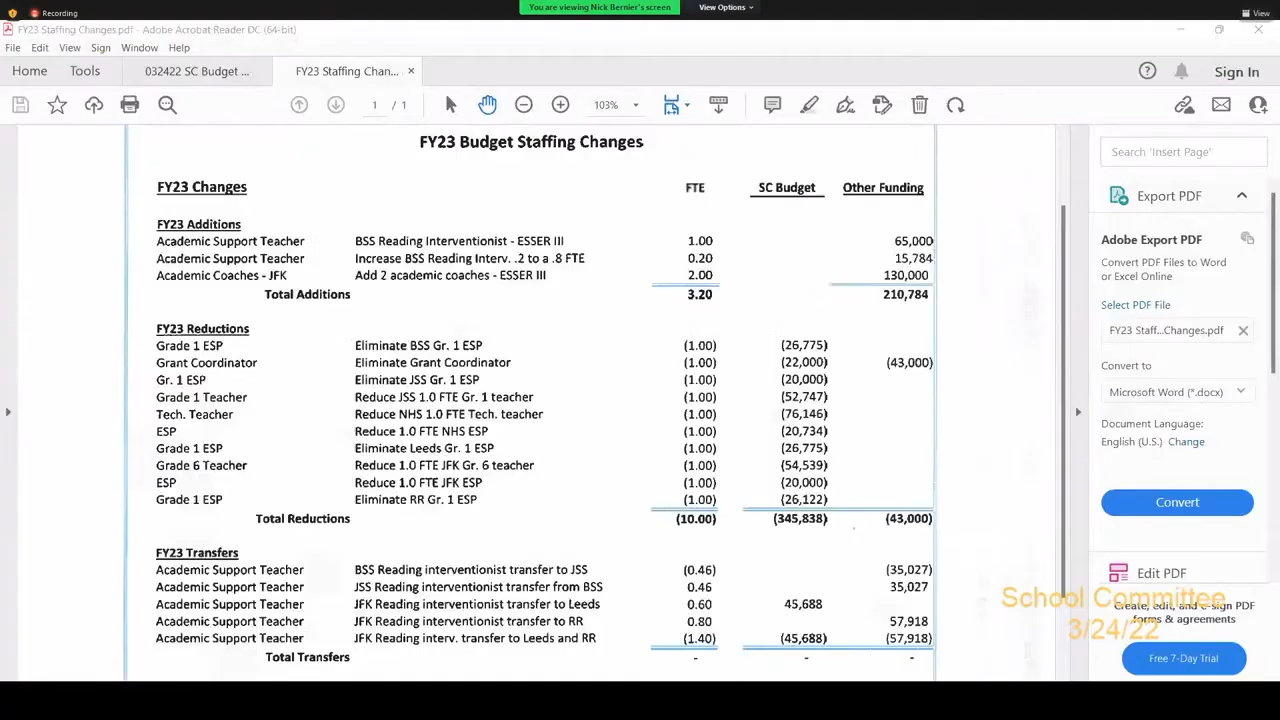 Recording
You are viewing Nick Bernier's screen
View Options
View
FY23 Staffing Changes.pdf - Adobe Acrobat Reader DC (64-bit)
File Edit View Sign Window Help
Home Tools 032422 SC Budget ... FY23 Staffing Chan... ×
Sign In
1 / 1
103%
FY23 Budget Staffing Changes
FY23 Changes FTE SC Budget Other Funding
FY23 Additions
Academic Support Teacher BSS Reading Interventionist - ESSER III 1.00 65,000
Academic Support Teacher Increase BSS Reading Interv. .2 to a .8 FTE 0.20 15,784
Academic Coaches - JFK Add 2 academic coaches - ESSER III 2.00 130,000
Total Additions 3.20 210,784
FY23 Reductions
Grade 1 ESP Eliminate BSS Gr. 1 ESP (1.00) (26,775)
Grant Coordinator Eliminate Grant Coordinator (1.00) (22,000) (43,000)
Gr. 1 ESP Eliminate JSS Gr. 1 ESP (1.00) (20,000)
Grade 1 Teacher Reduce JSS 1.0 FTE Gr. 1 teacher (1.00) (52,747)
Tech. Teacher Reduce NHS 1.0 FTE Tech. teacher (1.00) (76,146)
ESP Reduce 1.0 FTE NHS ESP (1.00) (20,734)
Grade 1 ESP Eliminate Leeds Gr. 1 ESP (1.00) (26,775)
Grade 6 Teacher Reduce 1.0 FTE JFK Gr. 6 teacher (1.00) (54,539)
ESP Reduce 1.0 FTE JFK ESP (1.00) (20,000)
Grade 1 ESP Eliminate RR Gr. 1 ESP (1.00) (26,122)
Total Reductions (10.00) (345,838) (43,000)
FY23 Transfers
Academic Support Teacher BSS Reading interventionist transfer to JSS (0.46) (35,027)
Academic Support Teacher JSS Reading interventionist transfer from BSS 0.46 35,027
Academic Support Teacher JFK Reading interventionist transfer to Leeds 0.60 45,688
Academic Support Teacher JFK Reading interventionist transfer to RR 0.80 57,918
Academic Support Teacher JFK Reading interv. transfer to Leeds and RR (1.40) (45,688) (57,918)
Total Transfers - - -
Search 'Insert Page'
Export PDF
Adobe Export PDF
Convert PDF Files to Word
or Excel Online
Select PDF File
FY23 Staff...Changes.pdf
Convert to
Microsoft Word (*.docx)
Document Language:
English (U.S.) Change
Convert
Edit PDF
School Committee
3/24/22
Create, edit, and e-sign PDF
forms & agreements
Free 7-Day Trial